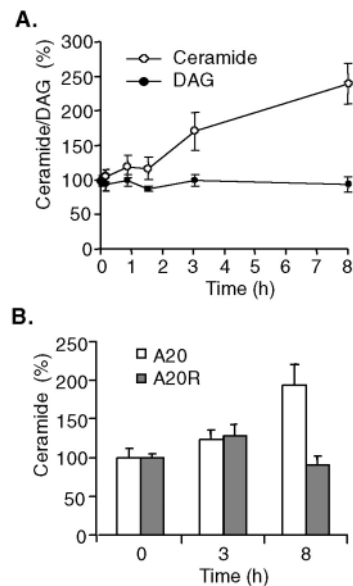 A.
Ceramide/DAG (%)
300
250
200
150
100
50
0
Ceramide
DAG
0 1 2 3 4 5 6 7 8
Time (h)
B.
Ceramide (%)
250
200
150
100
50
0
A20
A20R
0 3 8
Time (h)